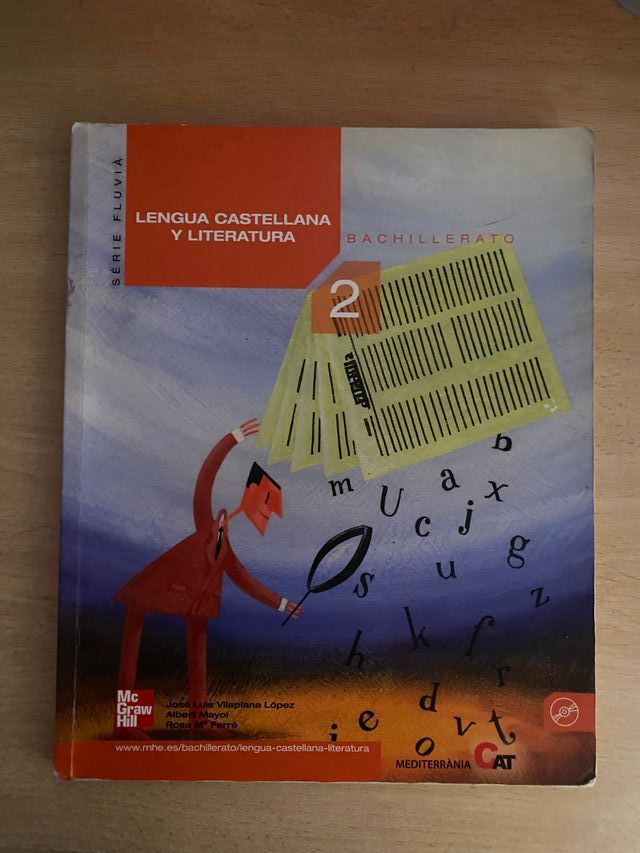 SÈRIE FLUVIÀ
LENGUA CASTELLANA
Y LITERATURA
BACHILLERATO
2
b
m
U
a
x
c
j
g
s
u
z
h
k
f
r
d
i
e
o
v
t
Mc
Graw
Hill
José Luis Vilaplana López
Albert Mayol
Rosa Mª Ferré
www.mhe.es/bachillerato/lengua-castellana-literatura
MEDITERRÀNIA CAT